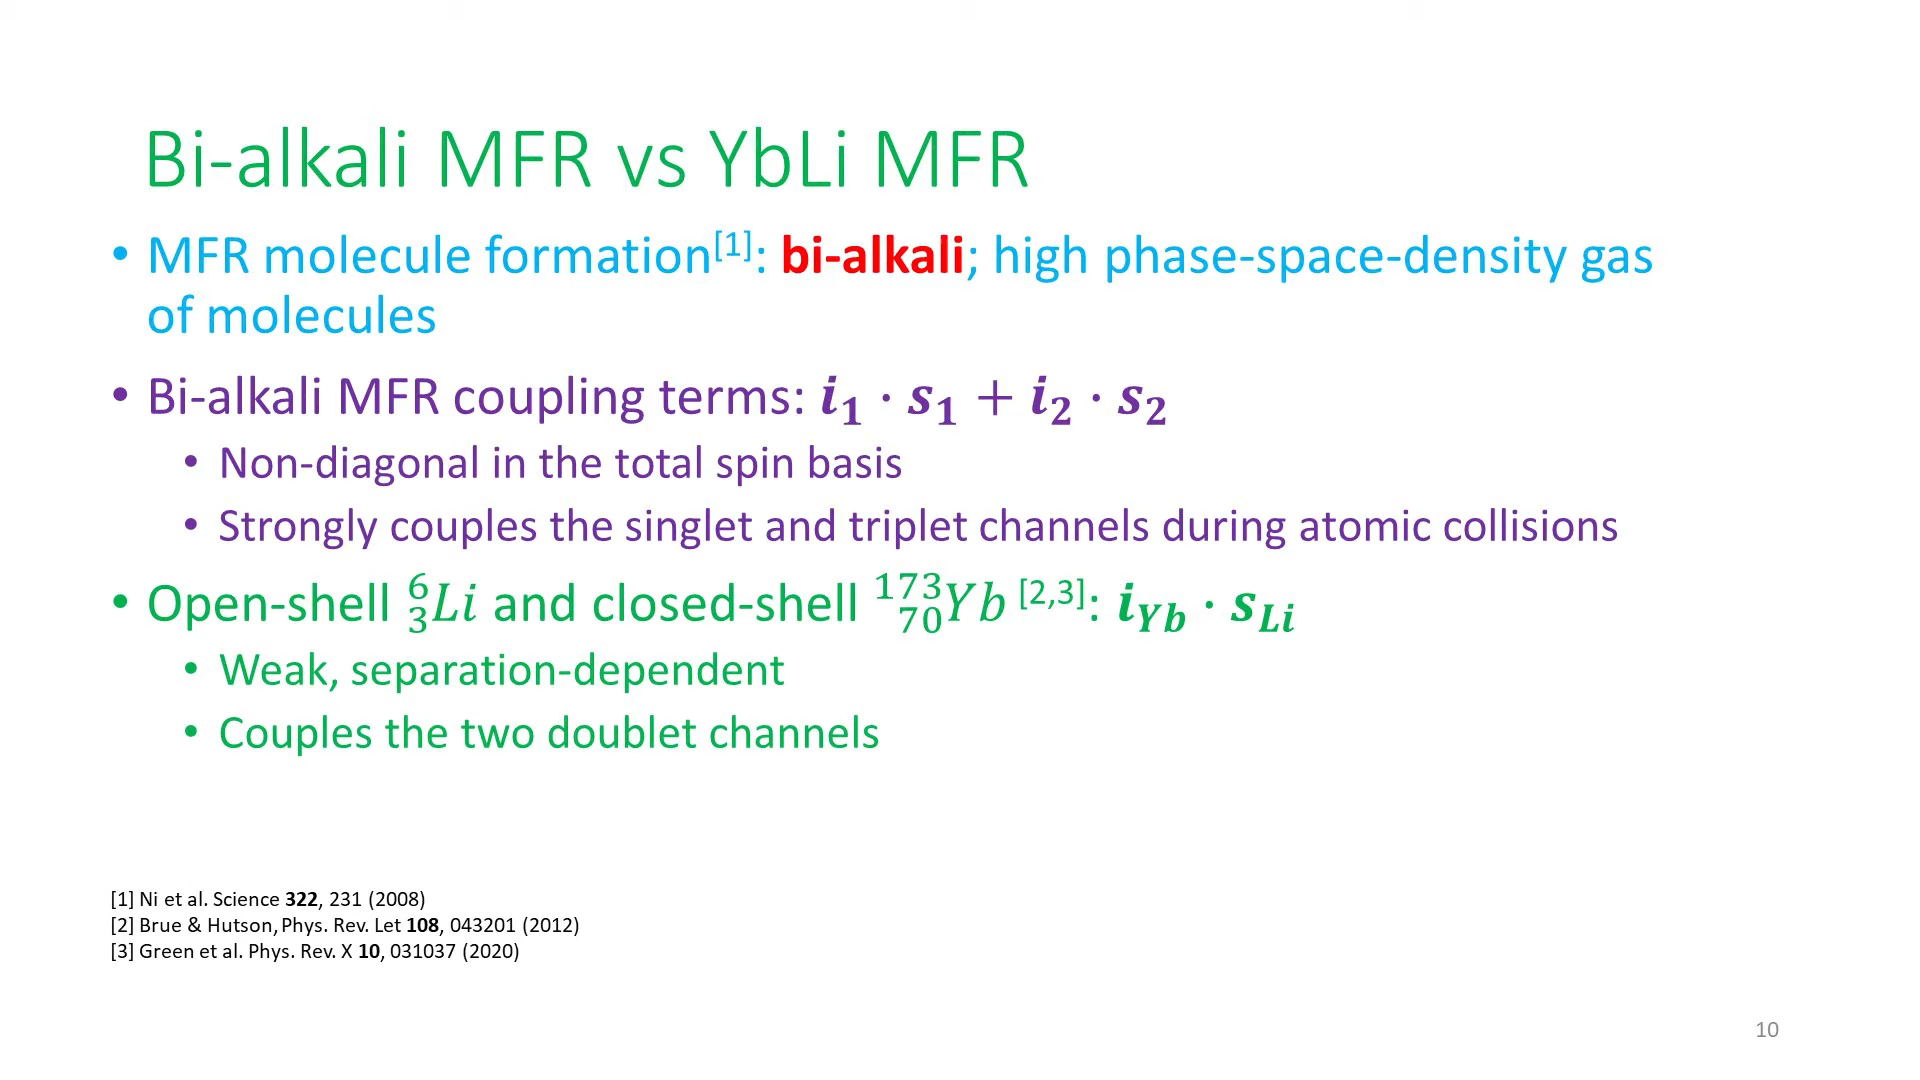 Bi-alkali MFR vs YbLi MFR
• MFR molecule formation[1]: bi-alkali; high phase-space-density gas
of molecules
• Bi-alkali MFR coupling terms: i₁ · s₁ + i₂ · s₂
• Non-diagonal in the total spin basis
• Strongly couples the singlet and triplet channels during atomic collisions
• Open-shell ⁶₃Li and closed-shell ¹⁷³₇₀Yb [2,3]: i_Yb · s_Li
• Weak, separation-dependent
• Couples the two doublet channels
[1] Ni et al. Science 322, 231 (2008)
[2] Brue & Hutson, Phys. Rev. Let 108, 043201 (2012)
[3] Green et al. Phys. Rev. X 10, 031037 (2020)
10